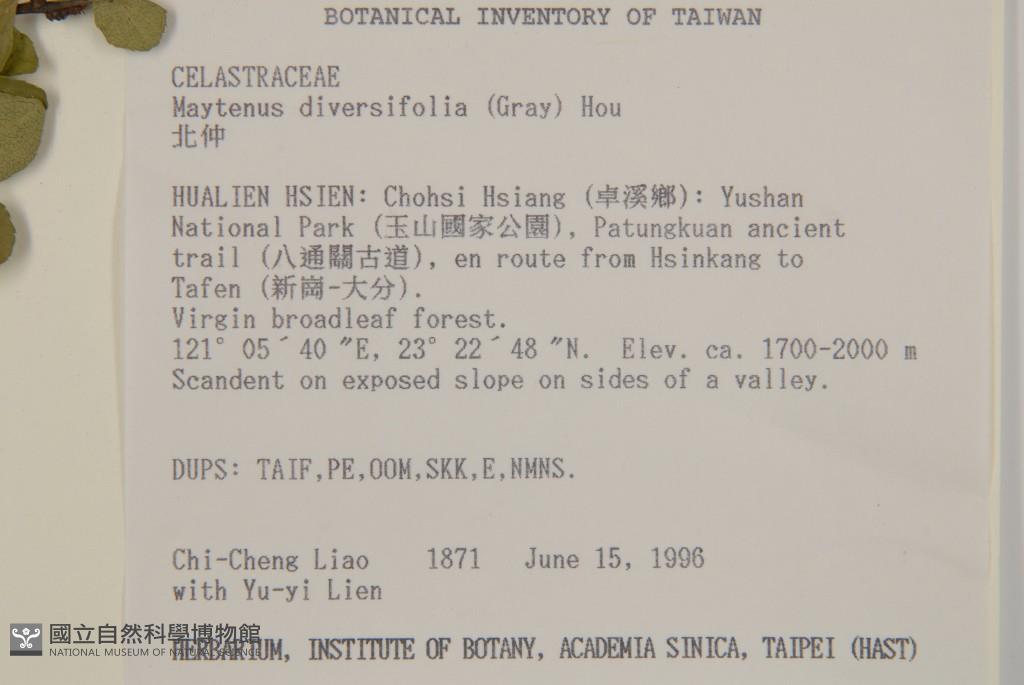 BOTANICAL INVENTORY OF TAIWAN
CELASTRACEAE
Maytenus diversifolia (Gray) Hou
北仲
HUALIEN HSIEN: Chohsi Hsiang (卓溪鄉): Yushan
National Park (玉山國家公園), Patungkuan ancient
trail (八通關古道), en route from Hsinkang to
Tafen (新崗-大分).
Virgin broadleaf forest.
121° 05´40 ″E, 23° 22´48 ″N. Elev. ca. 1700-2000 m
Scandent on exposed slope on sides of a valley.
DUPS: TAIF,PE,OOM,SKK,E,NMNS.
Chi-Cheng Liao 1871 June 15, 1996
with Yu-yi Lien
國立自然科學博物館
NATIONAL MUSEUM OF NATURAL SCIENCE
HERBARIUM, INSTITUTE OF BOTANY, ACADEMIA SINICA, TAIPEI (HAST)